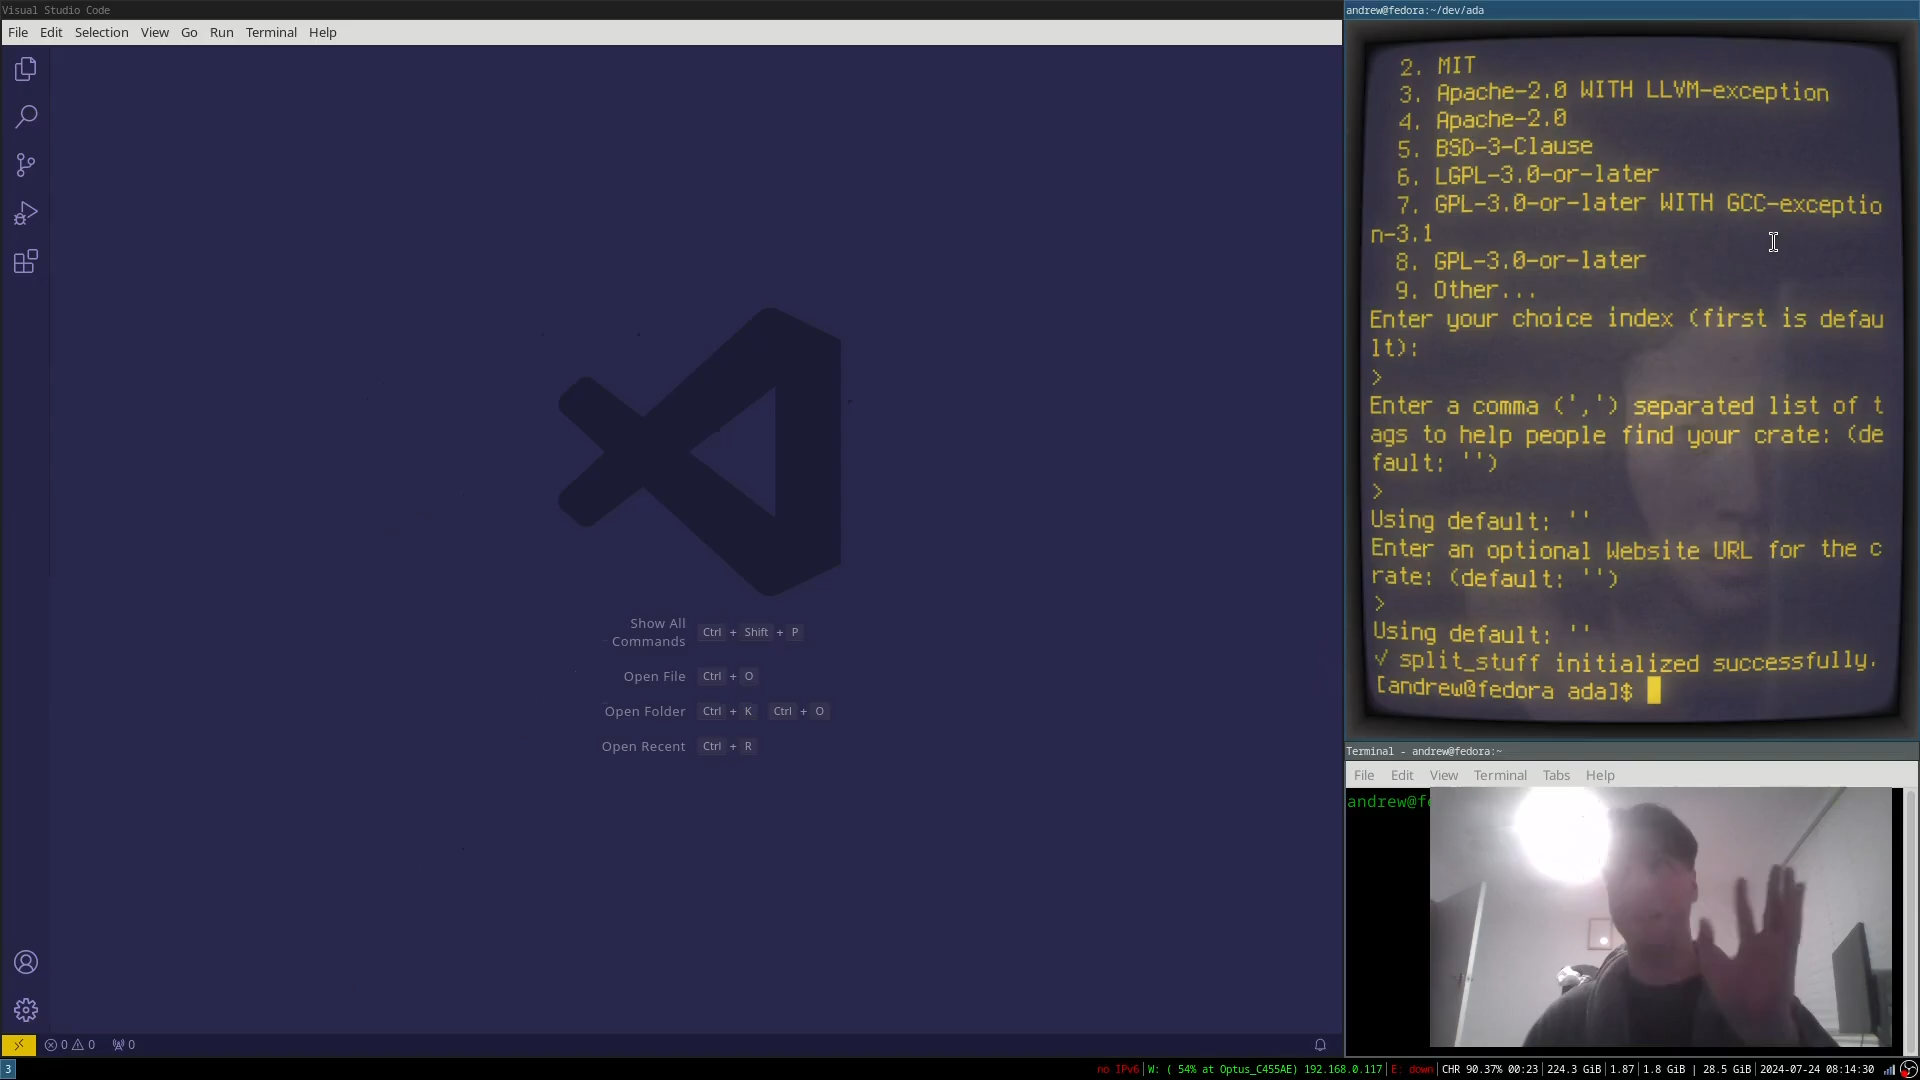 Visual Studio Code
File Edit Selection View Go Run Terminal Help
Show All Commands Ctrl + Shift + P
Open File Ctrl + O
Open Folder Ctrl + K Ctrl + O
Open Recent Ctrl + R
0 0 0
andrew@fedora:~/dev/ada
2. MIT
3. Apache-2.0 WITH LLVM-exception
4. Apache-2.0
5. BSD-3-Clause
6. LGPL-3.0-or-later
7. GPL-3.0-or-later WITH GCC-exceptio
n-3.1
8. GPL-3.0-or-later
9. Other...
Enter your choice index (first is defau
lt):
>
Enter a comma (',') separated list of t
ags to help people find your crate: (de
fault: '')
>
Using default: ''
Enter an optional Website URL for the c
rate: (default: '')
>
Using default: ''
√ split_stuff initialized successfully.
[andrew@fedora ada]$
Terminal - andrew@fedora:~
File Edit View Terminal Tabs Help
andrew@fe
3
no IPv6 W: ( 54% at Optus_C455AE) 192.168.0.117 E: down CHR 90.37% 00:23 224.3 GiB 1.87 1.8 GiB | 28.5 GiB 2024-07-24 08:14:30